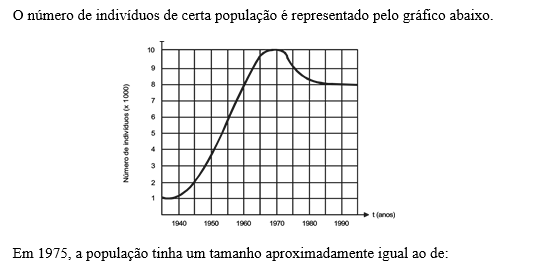 O número de indivíduos de certa população é representado pelo gráfico abaixo.
Número de indivíduos (x 1000)
10
9
8
7
6
5
4
3
2
1
1940 1950 1960 1970 1980 1990
t (anos)
Em 1975, a população tinha um tamanho aproximadamente igual ao de: